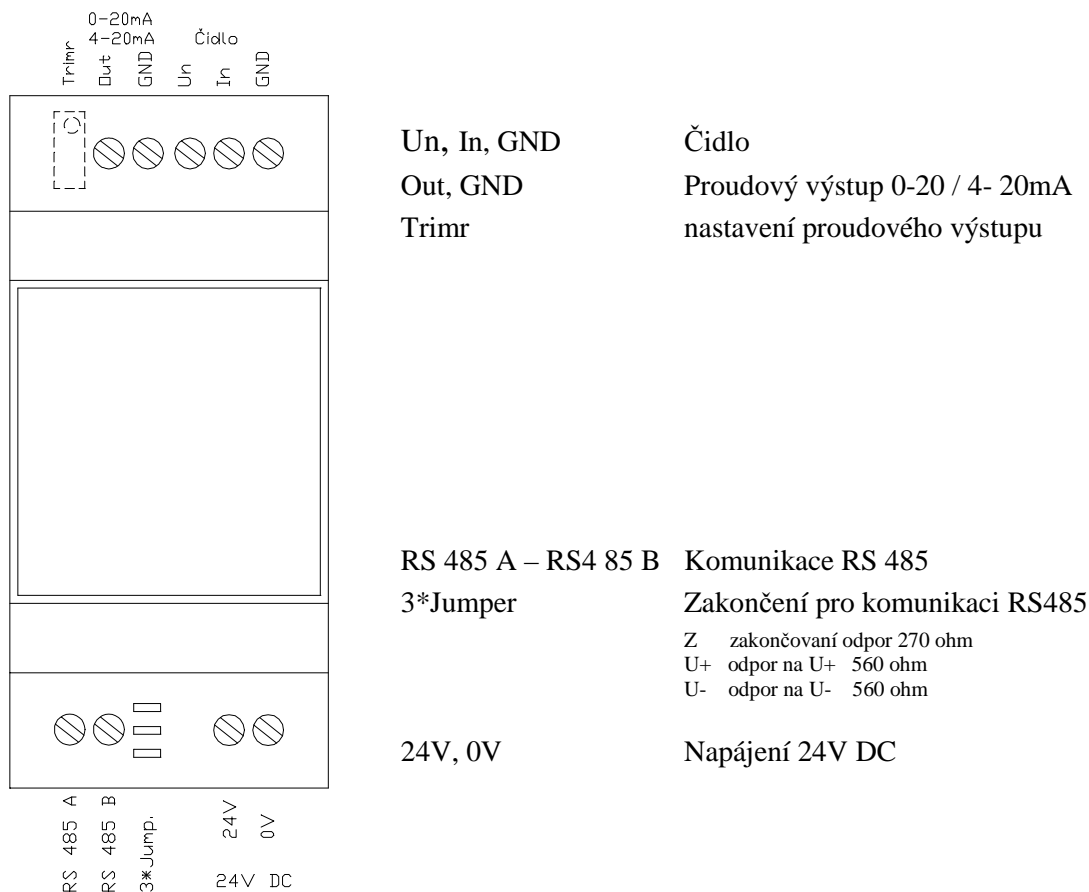 0-20mA
4-20mA Čidlo
Trimr Out GND Un In GND
Un, In, GND Čidlo
Out, GND Proudový výstup 0-20 / 4- 20mA
Trimr nastavení proudového výstupu
RS 485 A – RS4 85 B Komunikace RS 485
3*Jumper Zakončení pro komunikaci RS485
Z zakončovaní odpor 270 ohm
U+ odpor na U+ 560 ohm
U- odpor na U- 560 ohm
24V, 0V Napájení 24V DC
RS 485 A RS 485 B 3*Jump. 24V 0V
24V DC